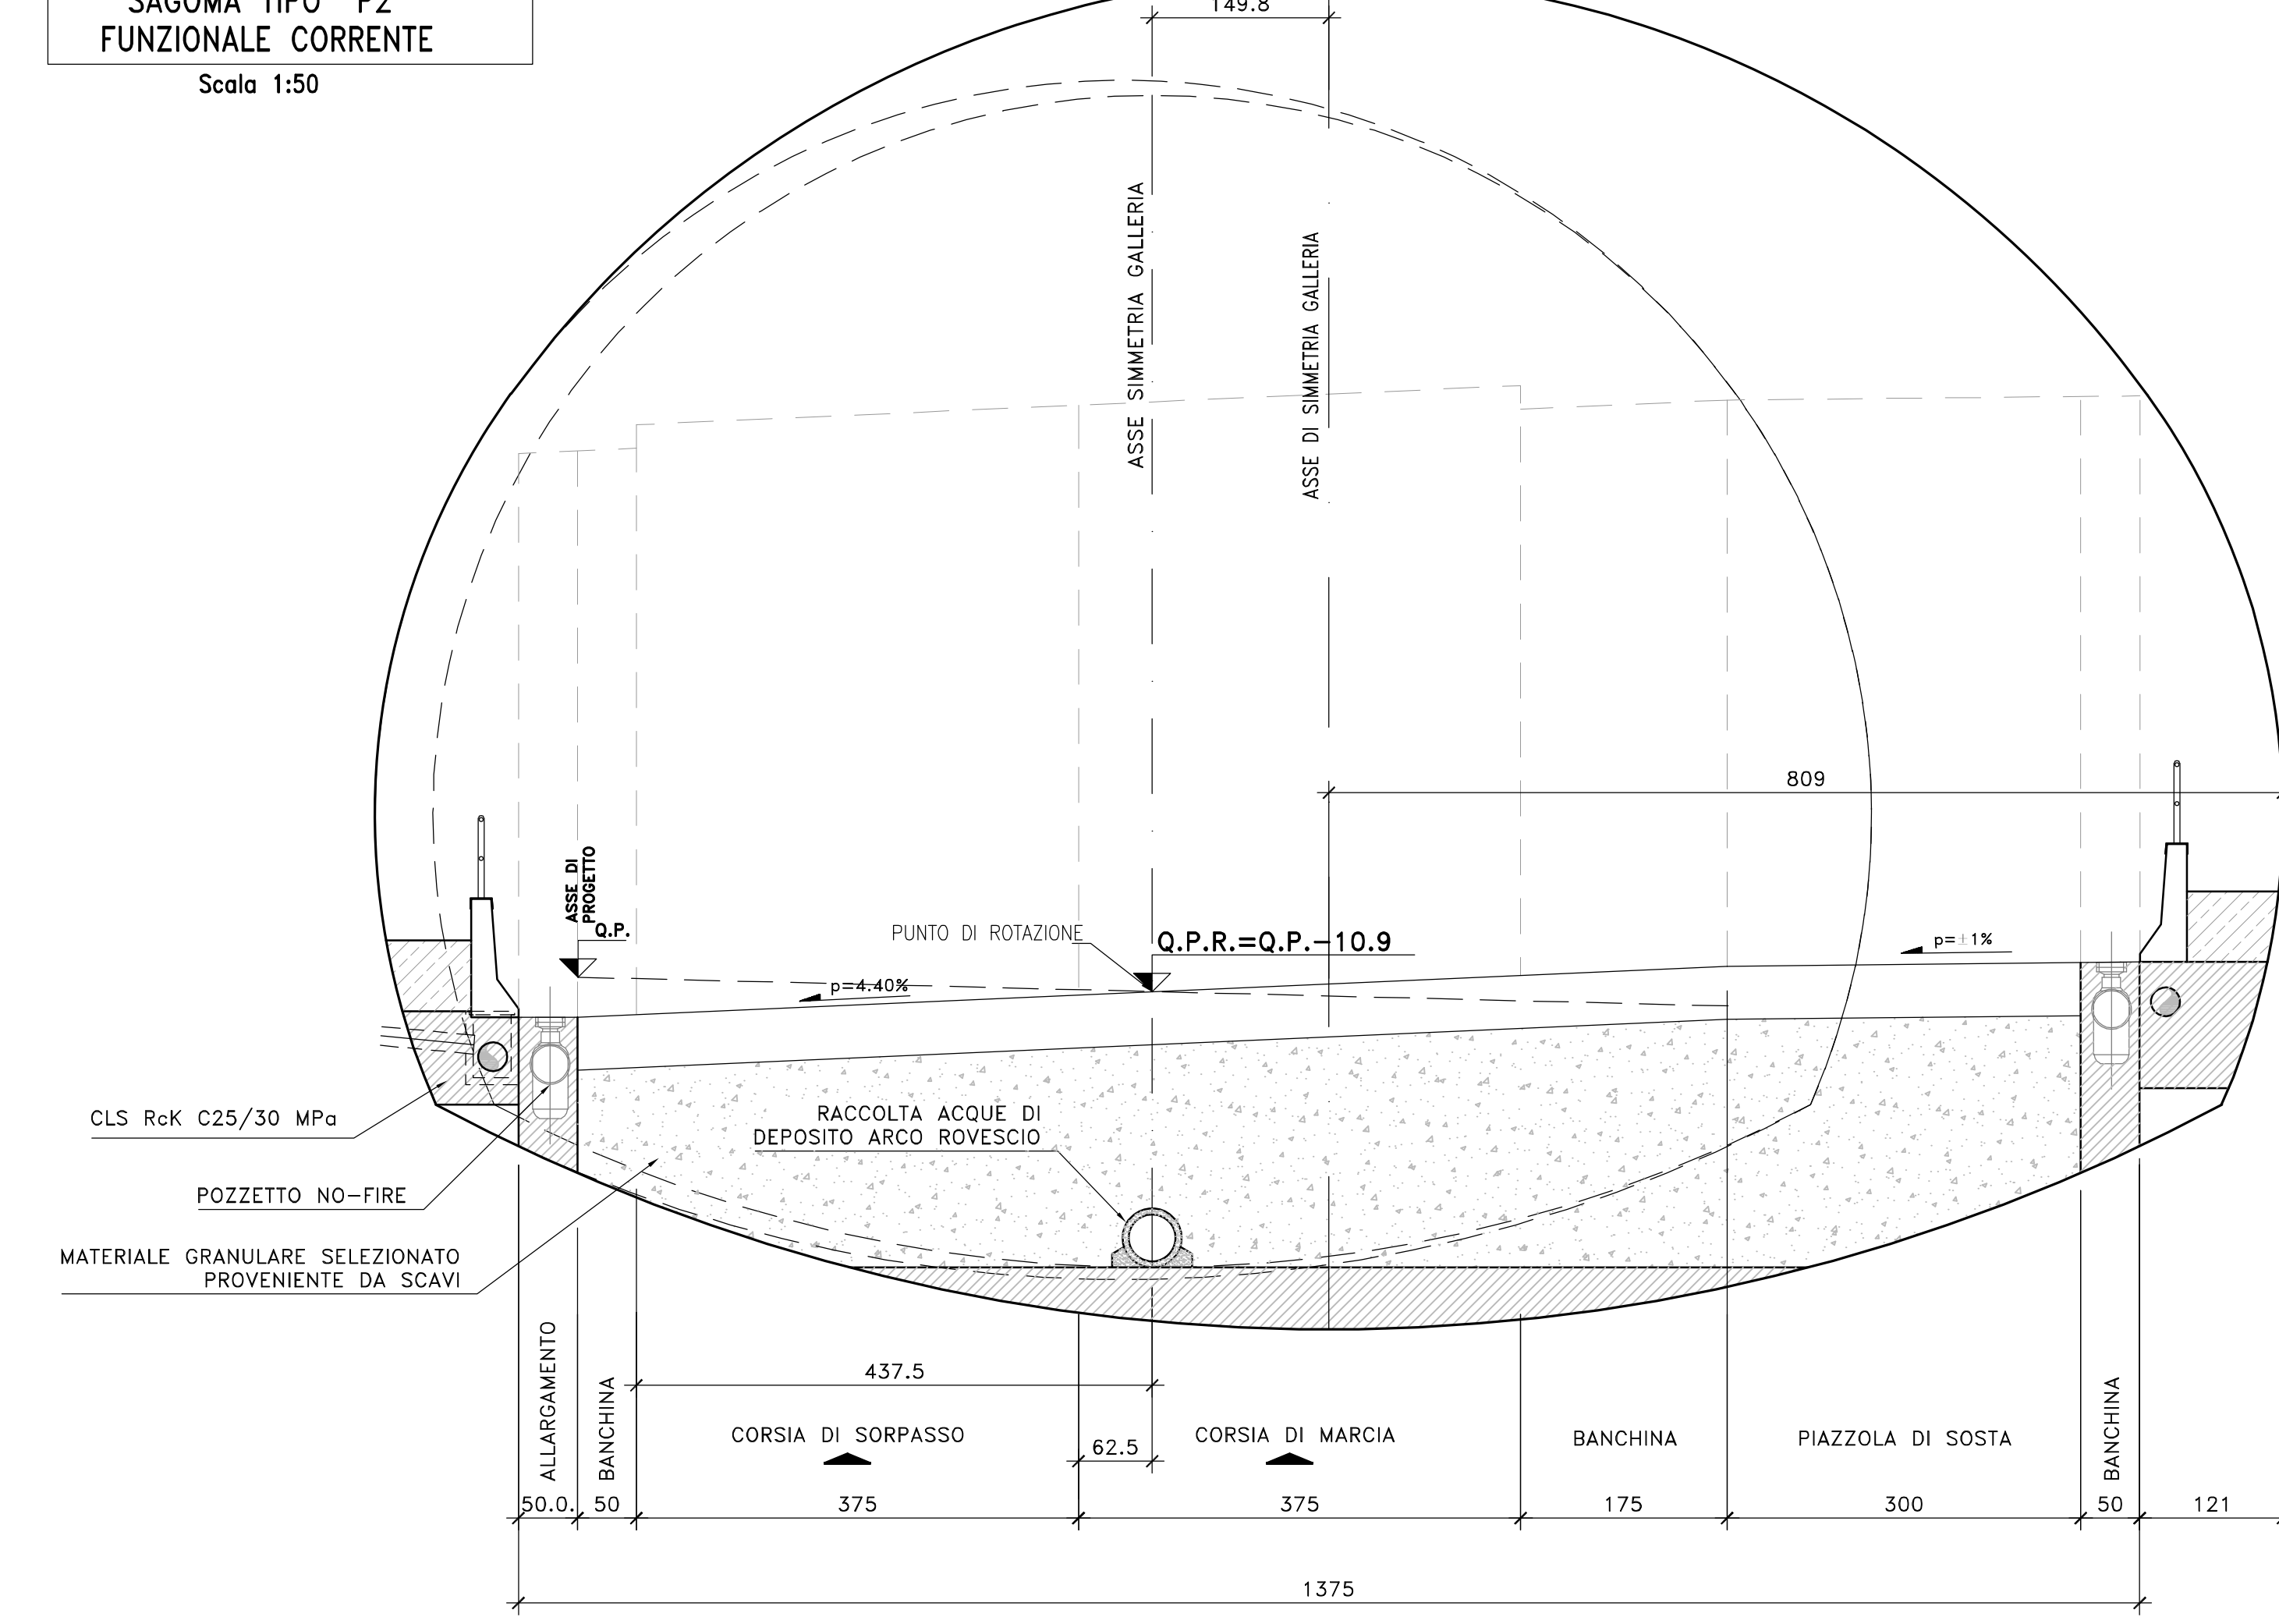 SAGOMA TIPO P2
FUNZIONALE CORRENTE
Scala 1:50
149.8
ASSE SIMMETRIA GALLERIA
ASSE DI SIMMETRIA GALLERIA
809
ASSE DI
PROGETTO
Q.P.
PUNTO DI ROTAZIONE
Q.P.R.=Q.P.-10.9
p=±1%
p=4.40%
CLS RcK C25/30 MPa
RACCOLTA ACQUE DI
DEPOSITO ARCO ROVESCIO
POZZETTO NO-FIRE
MATERIALE GRANULARE SELEZIONATO
PROVENIENTE DA SCAVI
437.5
62.5
ALLARGAMENTO
BANCHINA
CORSIA DI SORPASSO
CORSIA DI MARCIA
BANCHINA
PIAZZOLA DI SOSTA
BANCHINA
50.0. 50 375 375 175 300 50 121
1375